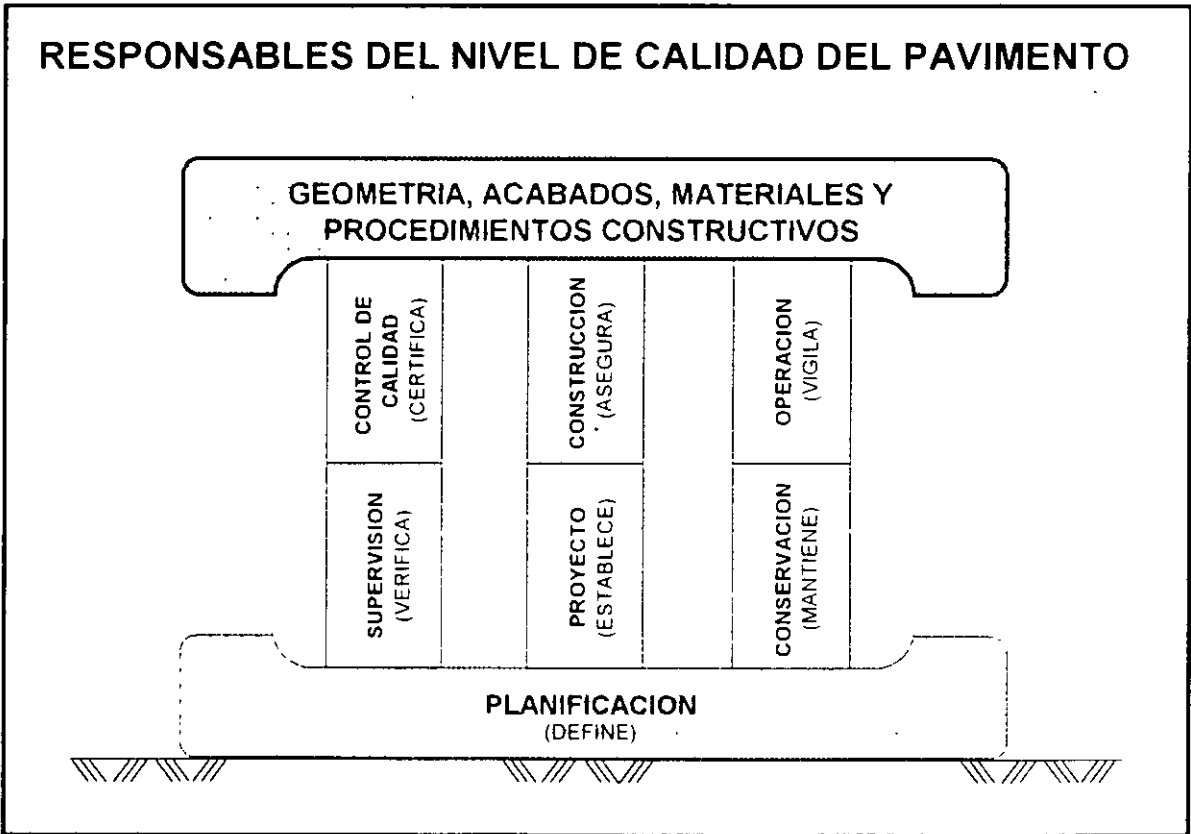 RESPONSABLES DEL NIVEL DE CALIDAD DEL PAVIMENTO
GEOMETRIA, ACABADOS, MATERIALES Y
PROCEDIMIENTOS CONSTRUCTIVOS
CONTROL DE
CALIDAD
(CERTIFICA)
CONSTRUCCION
(ASEGURA)
OPERACION
(VIGILA)
SUPERVISION
(VERIFICA)
PROYECTO
(ESTABLECE)
CONSERVACION
(MANTIENE)
PLANIFICACION
(DEFINE)